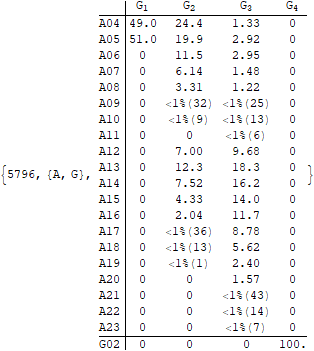 G1 G2 G3 G4
A04 49.0 24.4 1.33 0
A05 51.0 19.9 2.92 0
A06 0 11.5 2.95 0
A07 0 6.14 1.48 0
A08 0 3.31 1.22 0
A09 0 <1%(32) <1%(25) 0
A10 0 <1%(9) <1%(13) 0
A11 0 0 <1%(6) 0
A12 0 7.00 9.68 0
A13 0 12.3 18.3 0
{5796, {A, G}, }
A14 0 7.52 16.2 0
A15 0 4.33 14.0 0
A16 0 2.04 11.7 0
A17 0 <1%(36) 8.78 0
A18 0 <1%(13) 5.62 0
A19 0 <1%(1) 2.40 0
A20 0 0 1.57 0
A21 0 0 <1%(43) 0
A22 0 0 <1%(14) 0
A23 0 0 <1%(7) 0
G02 0 0 0 100.